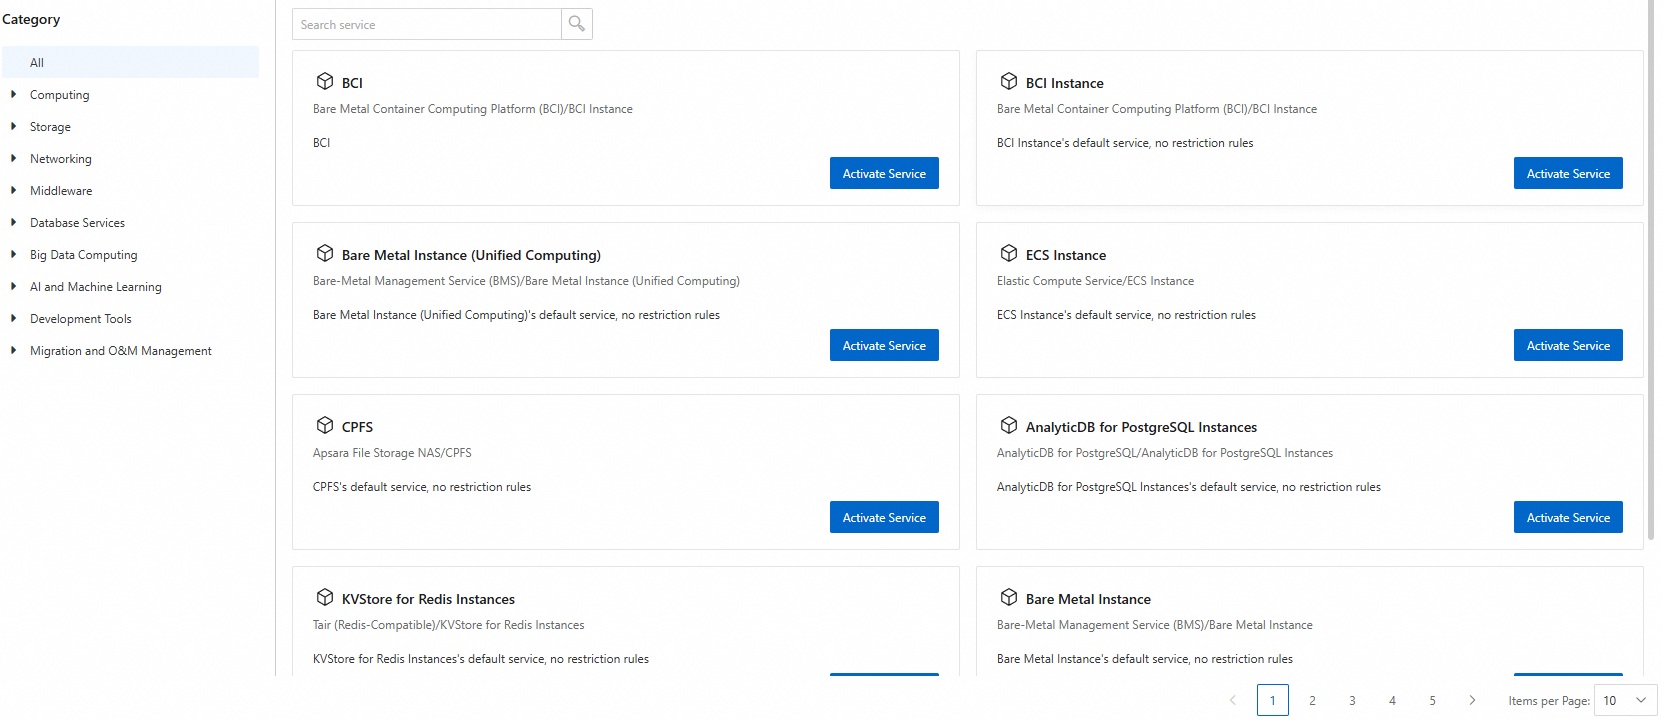 Category
All
Computing
Storage
Networking
Middleware
Database Services
Big Data Computing
AI and Machine Learning
Development Tools
Migration and O&M Management
Search service
BCI
Bare Metal Container Computing Platform (BCI)/BCI Instance
BCI
Activate Service
BCI Instance
Bare Metal Container Computing Platform (BCI)/BCI Instance
BCI Instance's default service, no restriction rules
Activate Service
Bare Metal Instance (Unified Computing)
Bare-Metal Management Service (BMS)/Bare Metal Instance (Unified Computing)
Bare Metal Instance (Unified Computing)'s default service, no restriction rules
Activate Service
ECS Instance
Elastic Compute Service/ECS Instance
ECS Instance's default service, no restriction rules
Activate Service
CPFS
Apsara File Storage NAS/CPFS
CPFS's default service, no restriction rules
Activate Service
AnalyticDB for PostgreSQL Instances
AnalyticDB for PostgreSQL/AnalyticDB for PostgreSQL Instances
AnalyticDB for PostgreSQL Instances's default service, no restriction rules
Activate Service
KVStore for Redis Instances
Tair (Redis-Compatible)/KVStore for Redis Instances
KVStore for Redis Instances's default service, no restriction rules
Bare Metal Instance
Bare-Metal Management Service (BMS)/Bare Metal Instance
Bare Metal Instance's default service, no restriction rules
1 2 3 4 5 Items per Page: 10